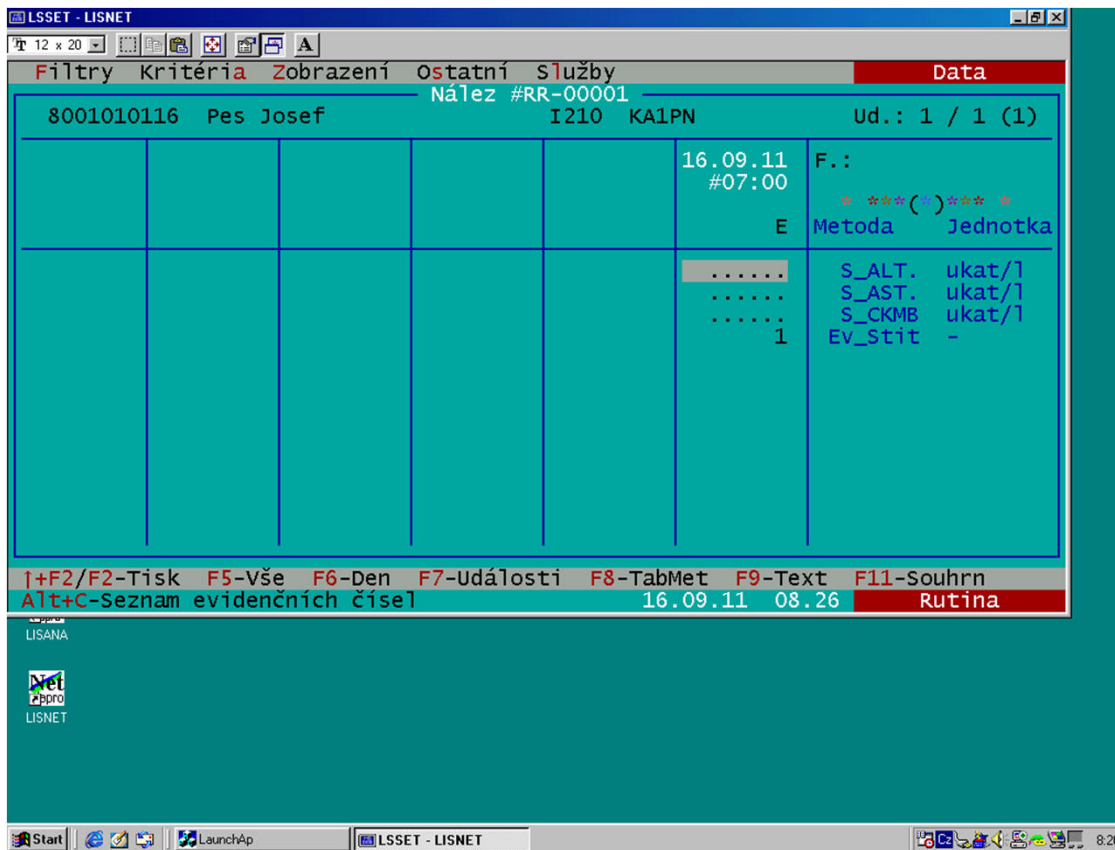 LSSET - LISNET
12 x 20 A
Filtry Kritéria Zobrazení Ostatní Služby Data
Nález #RR-00001
8001010116 Pes Josef I210 KA1PN Ud.: 1 / 1 (1)
16.09.11 F.:
#07:00
* ***(*)*** *
E Metoda Jednotka
...... S_ALT. ukat/l
...... S_AST. ukat/l
...... S_CKMB ukat/l
1 Ev_Stit -
↑+F2/F2-Tisk F5-Vše F6-Den F7-Události F8-TabMet F9-Text F11-Souhrn
Alt+C-Seznam evidenčních čísel 16.09.11 08.26 Rutina
LISANA
Net
appro
LISNET
Start LaunchAp LSSET - LISNET Cz